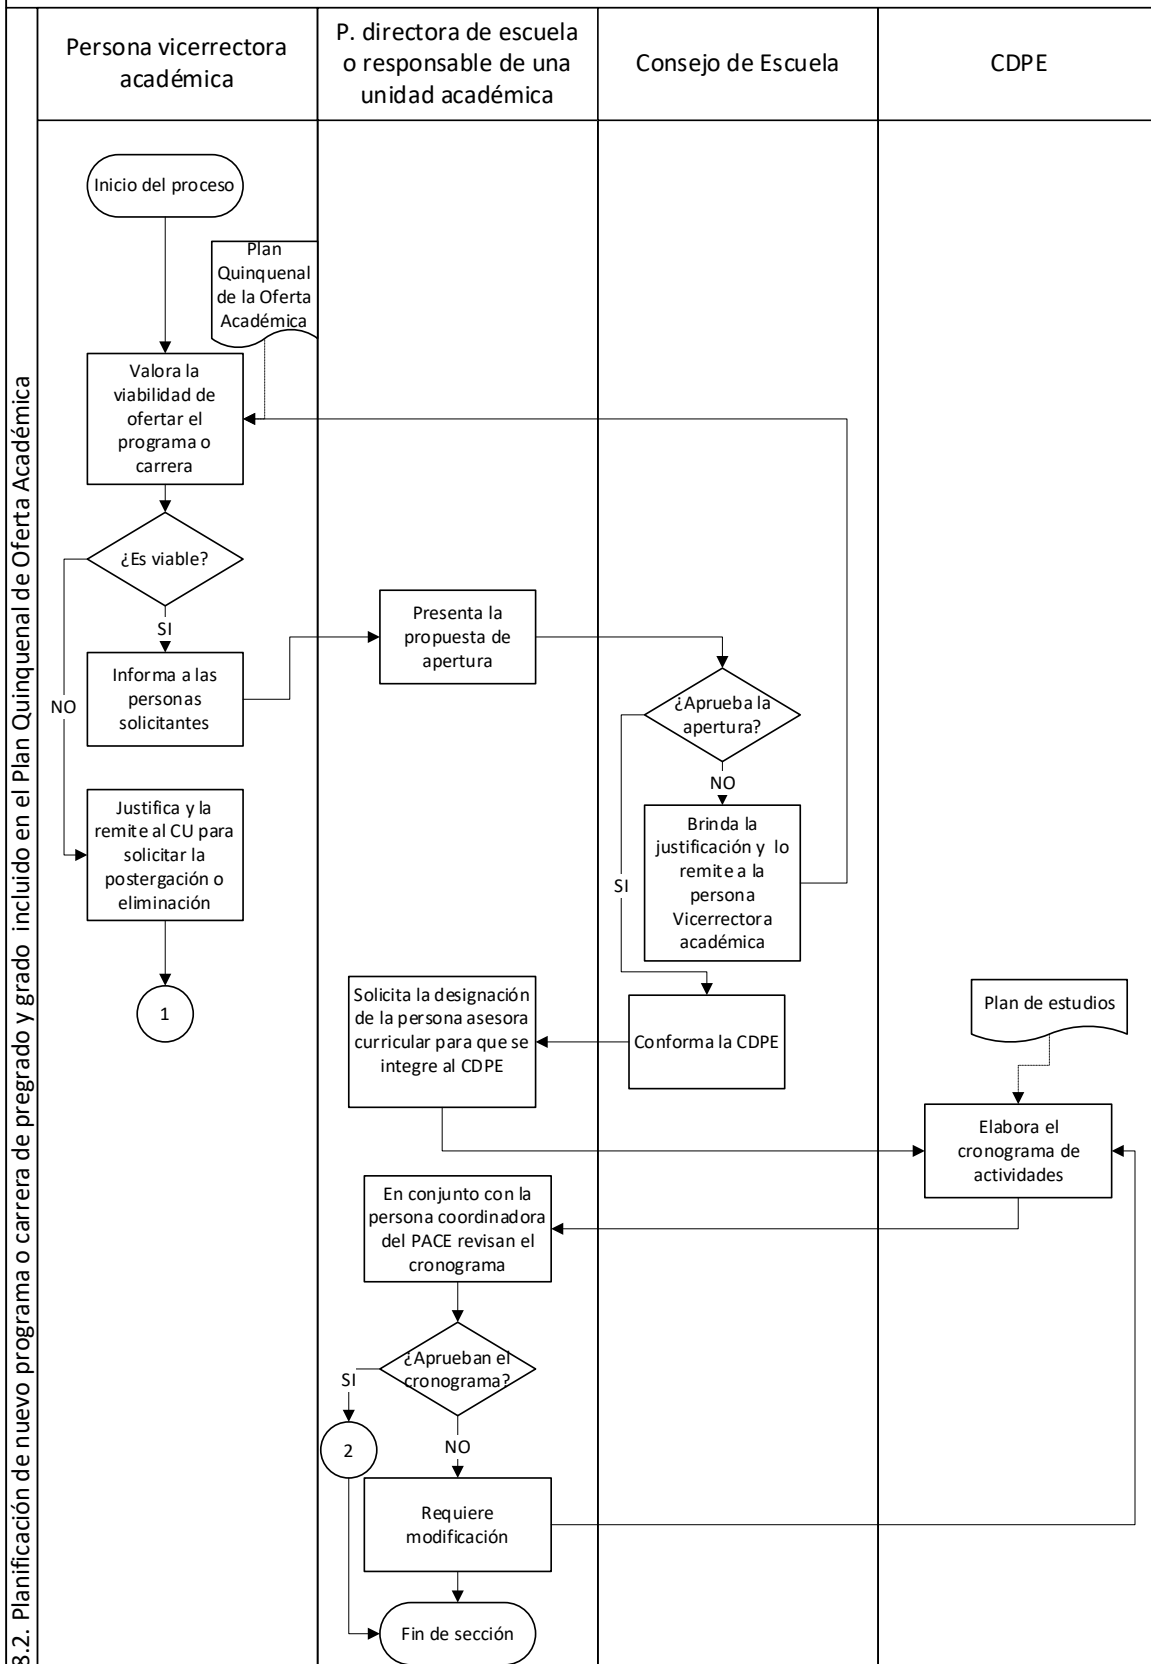 Persona vicerrectora
académica
P. directora de escuela
o responsable de una
unidad académica
Consejo de Escuela
CDPE
3.2. Planificación de nuevo programa o carrera de pregrado y grado incluido en el Plan Quinquenal de Oferta Académica
Inicio del proceso
Plan
Quinquenal
de la Oferta
Académica
Valora la
viabilidad de
ofertar el
programa o
carrera
¿Es viable?
SI
NO
Informa a las
personas
solicitantes
Presenta la
propuesta de
apertura
¿Aprueba la
apertura?
NO
SI
Justifica y la
remite al CU para
solicitar la
postergación o
eliminación
1
Brinda la
justificación y lo
remite a la
persona
Vicerrectora
académica
Solicita la designación
de la persona asesora
curricular para que se
integre al CDPE
Conforma la CDPE
Plan de estudios
Elabora el
cronograma de
actividades
En conjunto con la
persona coordinadora
del PACE revisan el
cronograma
¿Aprueban el
cronograma?
SI
NO
2
Requiere
modificación
Fin de sección